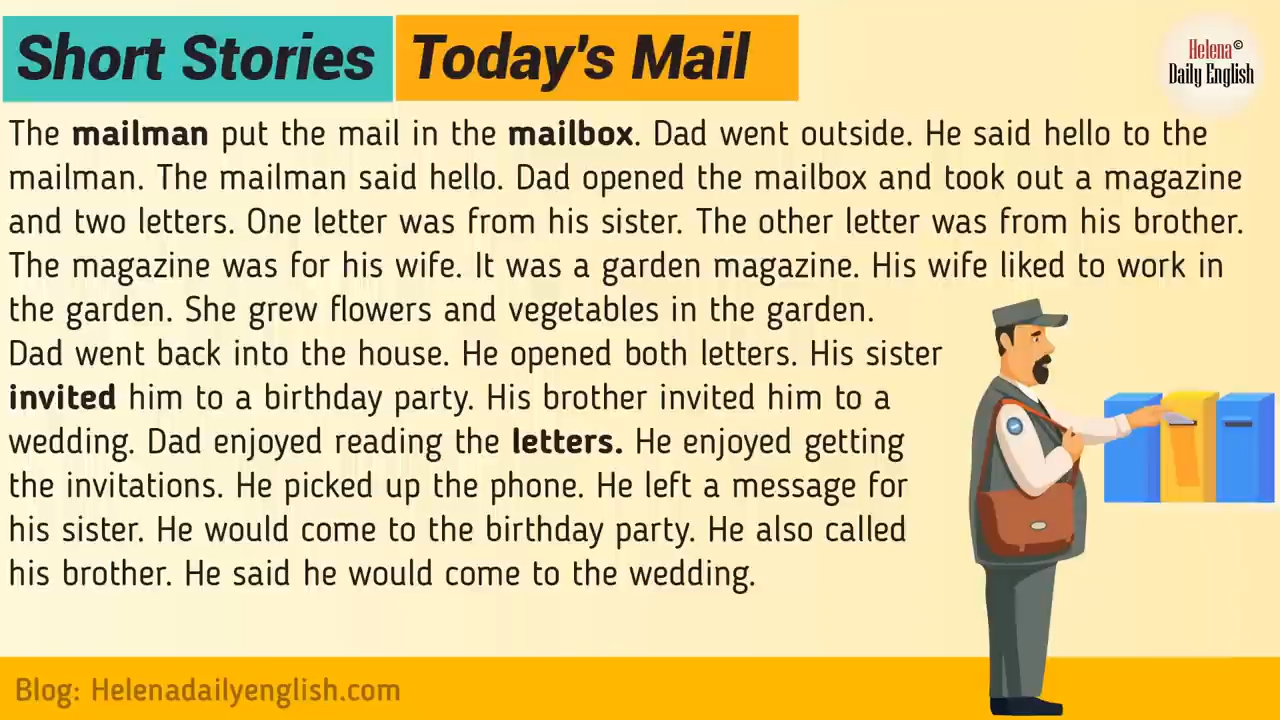 Short Stories Today's Mail
Helena©
Daily English
The mailman put the mail in the mailbox. Dad went outside. He said hello to the
mailman. The mailman said hello. Dad opened the mailbox and took out a magazine
and two letters. One letter was from his sister. The other letter was from his brother.
The magazine was for his wife. It was a garden magazine. His wife liked to work in
the garden. She grew flowers and vegetables in the garden.
Dad went back into the house. He opened both letters. His sister
invited him to a birthday party. His brother invited him to a
wedding. Dad enjoyed reading the letters. He enjoyed getting
the invitations. He picked up the phone. He left a message for
his sister. He would come to the birthday party. He also called
his brother. He said he would come to the wedding.
Blog: Helenadailyenglish.com